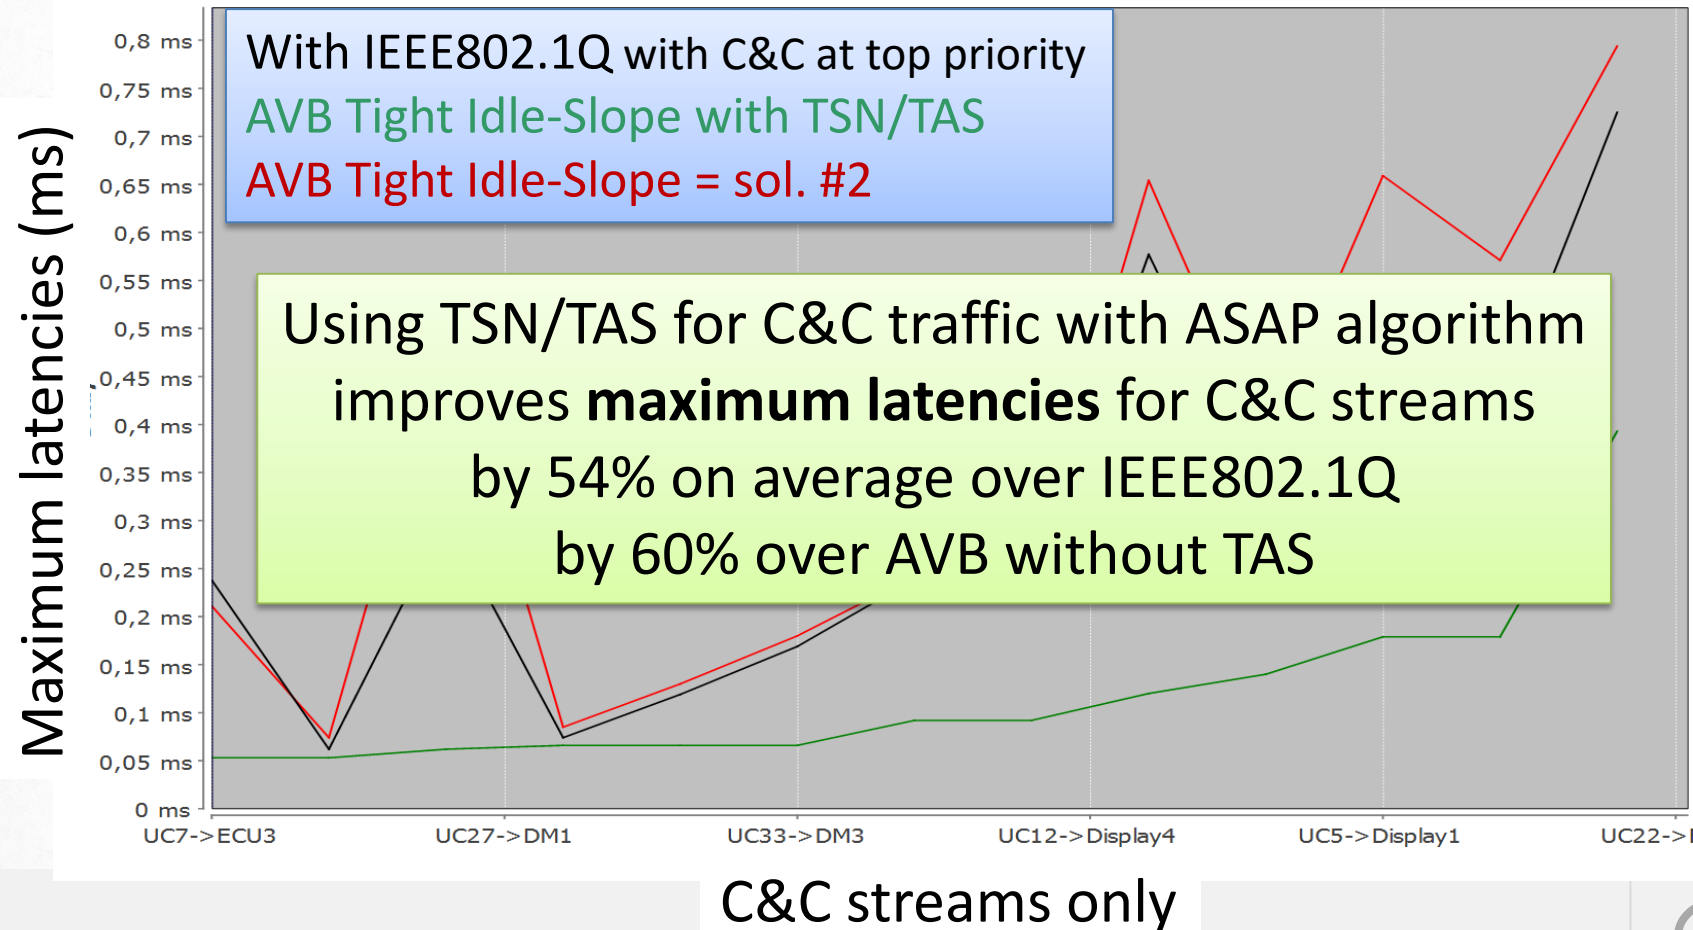 With IEEE802.1Q with C&C at top priority
AVB Tight Idle-Slope with TSN/TAS
AVB Tight Idle-Slope = sol. #2
Using TSN/TAS for C&C traffic with ASAP algorithm
improves maximum latencies for C&C streams
by 54% on average over IEEE802.1Q
by 60% over AVB without TAS
Maximum latencies (ms)
0,8 ms
0,75 ms
0,7 ms
0,65 ms
0,6 ms
0,55 ms
0,5 ms
0,45 ms
0,4 ms
0,35 ms
0,3 ms
0,25 ms
0,2 ms
0,15 ms
0,1 ms
0,05 ms
0 ms
UC7->ECU3 UC27->DM1 UC33->DM3 UC12->Display4 UC5->Display1 UC22->
C&C streams only